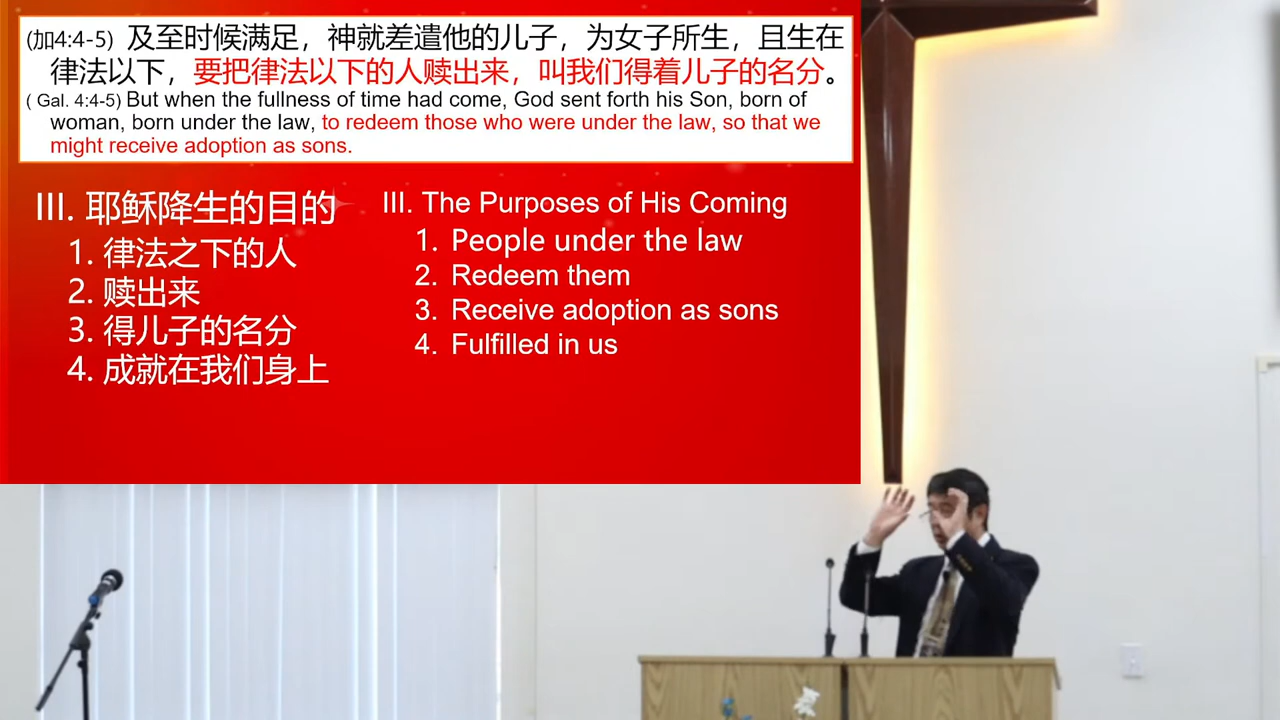 (加4:4-5) 及至时候满足，神就差遣他的儿子，为女子所生，且生在
律法以下，要把律法以下的人赎出来，叫我们得着儿子的名分。
( Gal. 4:4-5) But when the fullness of time had come, God sent forth his Son, born of
woman, born under the law, to redeem those who were under the law, so that we
might receive adoption as sons.
III. 耶稣降生的目的
1. 律法之下的人
2. 赎出来
3. 得儿子的名分
4. 成就在我们身上
III. The Purposes of His Coming
1. People under the law
2. Redeem them
3. Receive adoption as sons
4. Fulfilled in us